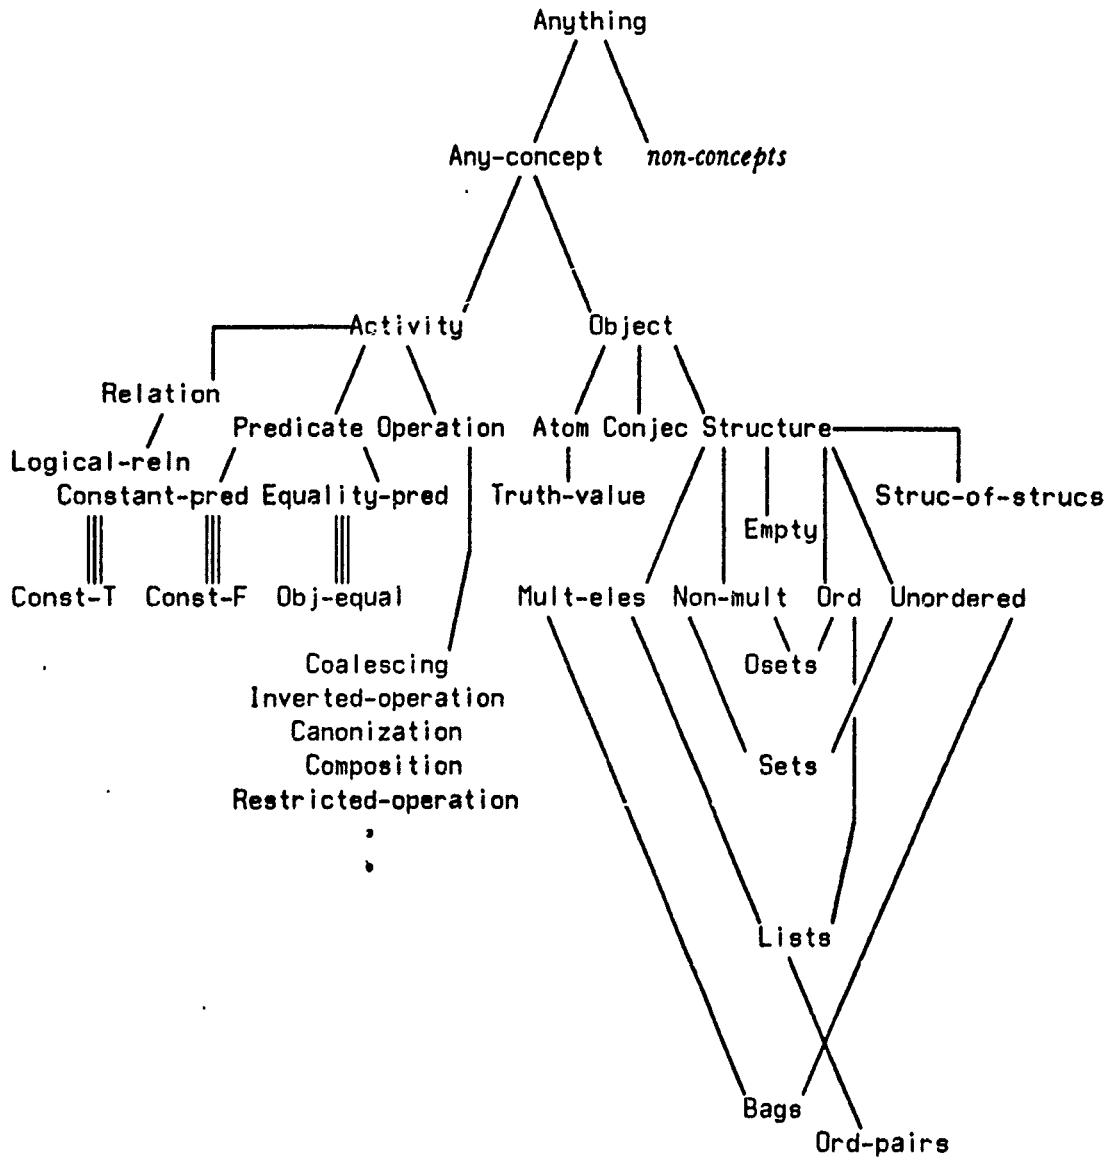 Anything
Any-concept non-concepts
Activity Object
Relation
Predicate Operation Atom Conjec Structure
Logical-reln
Constant-pred Equality-pred Truth-value Struc-of-strucs
Empty
Const-T Const-F Obj-equal Mult-eles Non-mult Ord Unordered
Coalescing Osets
Inverted-operation
Canonization
Composition Sets
Restricted-operation
Lists
Bags
Ord-pairs